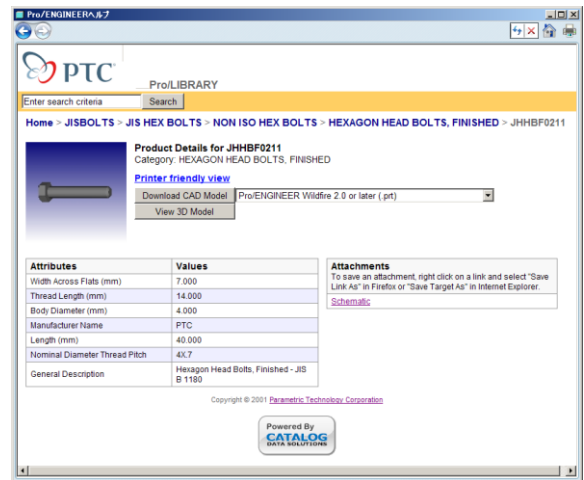 Pro/ENGINEERヘルプ
PTC
Pro/LIBRARY
Enter search criteria Search
Home > JISBOLTS > JIS HEX BOLTS > NON ISO HEX BOLTS > HEXAGON HEAD BOLTS, FINISHED > JHHBF0211
Product Details for JHHBF0211
Category: HEXAGON HEAD BOLTS, FINISHED
Printer friendly view
Download CAD Model Pro/ENGINEER Wildfire 2.0 or later (.prt)
View 3D Model
Attributes Values
Width Across Flats (mm) 7.000
Thread Length (mm) 14.000
Body Diameter (mm) 4.000
Manufacturer Name PTC
Length (mm) 40.000
Nominal Diameter Thread Pitch 4X.7
General Description Hexagon Head Bolts, Finished - JIS
B 1180
Attachments
To save an attachment, right click on a link and select "Save
Link As" in Firefox or "Save Target As" in Internet Explorer.
Schematic
Copyright © 2001 Parametric Technology Corporation
Powered By
CATALOG
DATA SOLUTIONS